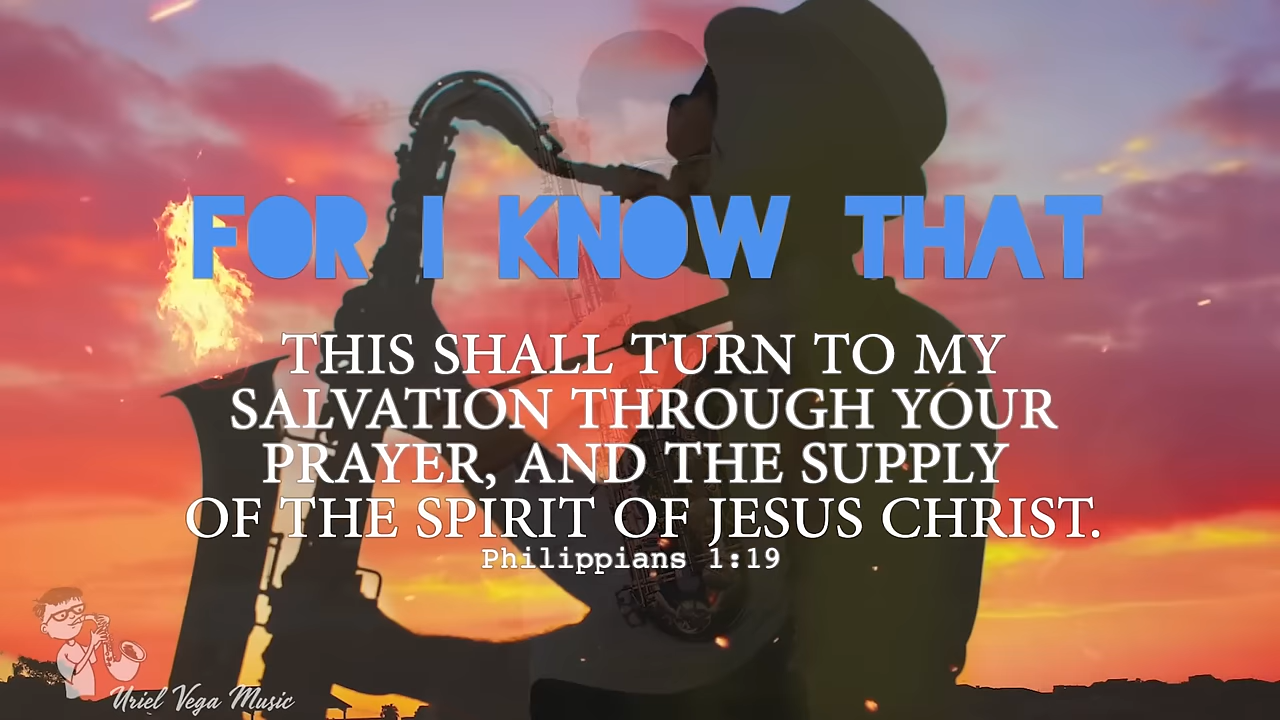 FOR I KNOW THAT
THIS SHALL TURN TO MY
SALVATION THROUGH YOUR
PRAYER, AND THE SUPPLY
OF THE SPIRIT OF JESUS CHRIST.
Philippians 1:19
Uriel Vega Music